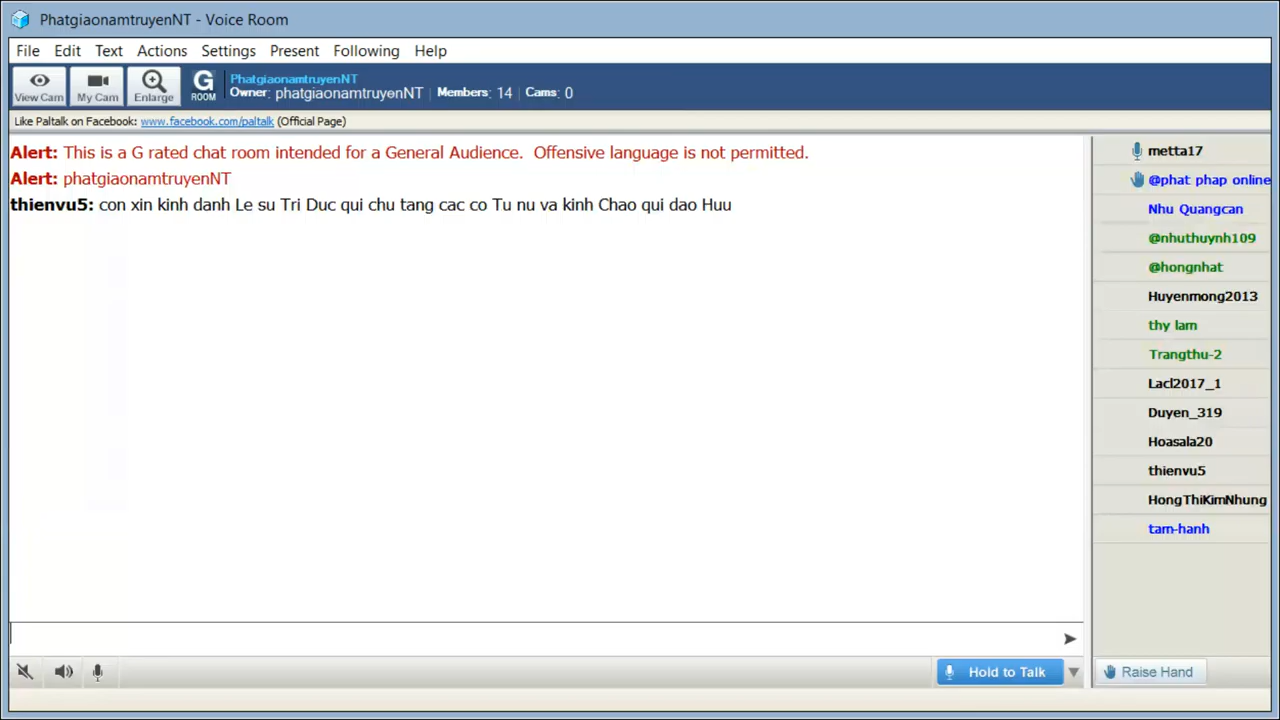 PhatgiaonamtruyenNT - Voice Room
File Edit Text Actions Settings Present Following Help
View Cam My Cam Enlarge G ROOM
PhatgiaonamtruyenNT
Owner: phatgiaonamtruyenNT Members: 14 Cams: 0
Like Paltalk on Facebook: www.facebook.com/paltalk (Official Page)
Alert: This is a G rated chat room intended for a General Audience. Offensive language is not permitted.
Alert: phatgiaonamtruyenNT
thienvu5: con xin kinh danh Le su Tri Duc qui chu tang cac co Tu nu va kinh Chao qui dao Huu
metta17
@phat phap online
Nhu Quangcan
@nhuthuynh109
@hongnhat
Huyenmong2013
thy lam
Trangthu-2
Lacl2017_1
Duyen_319
Hoasala20
thienvu5
HongThiKimNhung
tam-hanh
Hold to Talk
Raise Hand